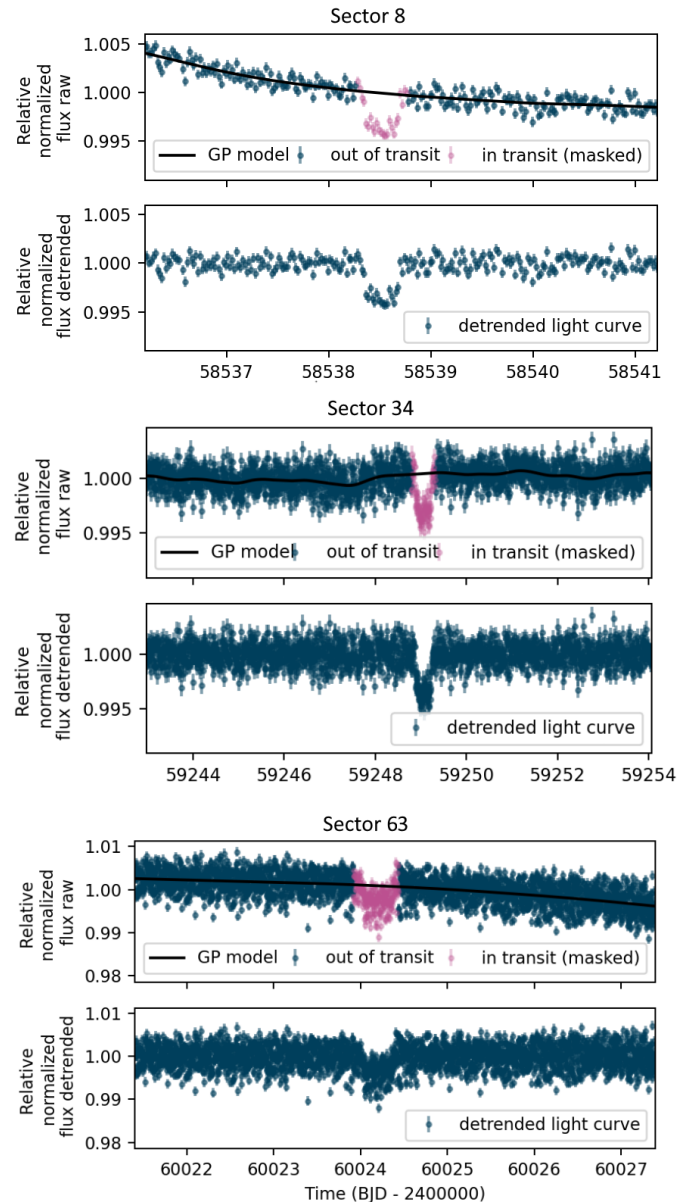 Sector 8
Relative
normalized
flux raw
1.005
1.000
0.995
GP model
out of transit
in transit (masked)
Relative
normalized
flux detrended
1.005
1.000
0.995
detrended light curve
58537 58538 58539 58540 58541
Sector 34
Relative
normalized
flux raw
1.000
0.995
GP model
out of transit
in transit (masked)
Relative
normalized
flux detrended
1.000
0.995
detrended light curve
59244 59246 59248 59250 59252 59254
Sector 63
Relative
normalized
flux raw
1.01
1.00
0.99
0.98
GP model
out of transit
in transit (masked)
Relative
normalized
flux detrended
1.01
1.00
0.99
0.98
detrended light curve
60022 60023 60024 60025 60026 60027
Time (BJD - 2400000)